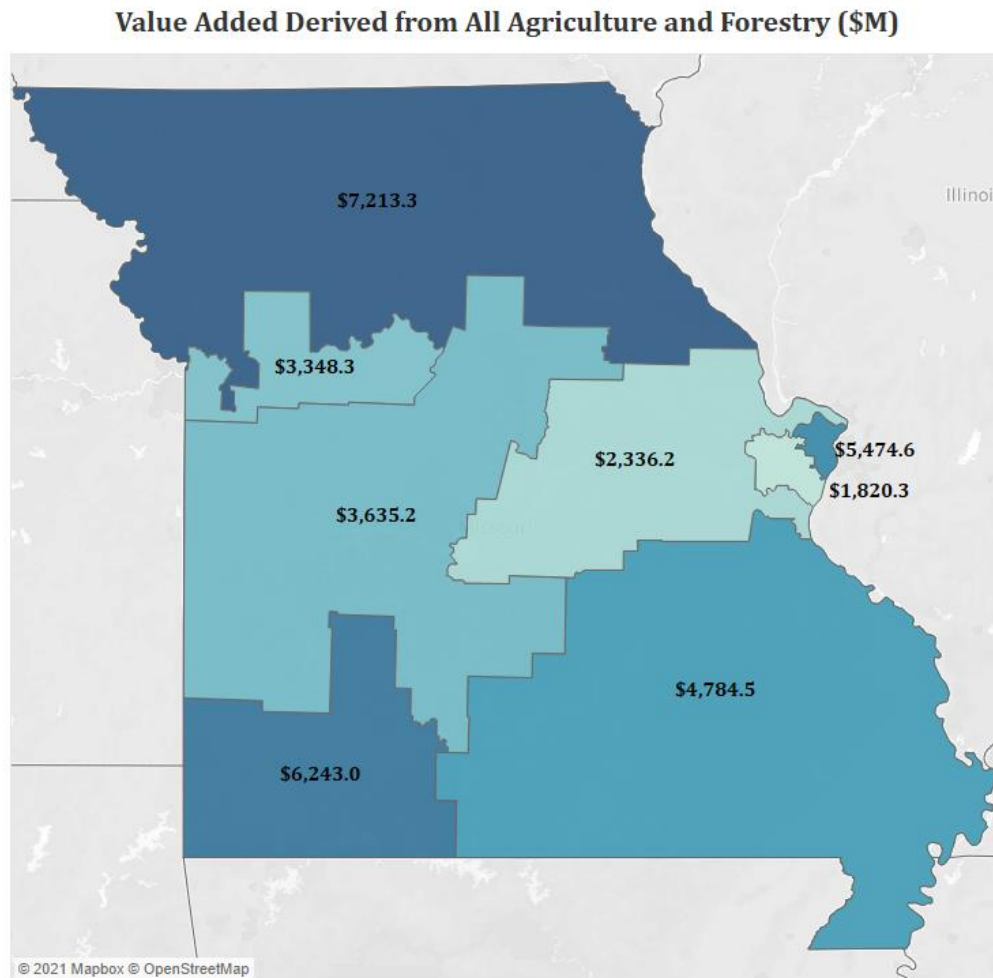 Value Added Derived from All Agriculture and Forestry ($M)
$7,213.3
Illinoi
$3,348.3
$5,474.6
$2,336.2
$1,820.3
$3,635.2
$4,784.5
$6,243.0
© 2021 Mapbox © OpenStreetMap